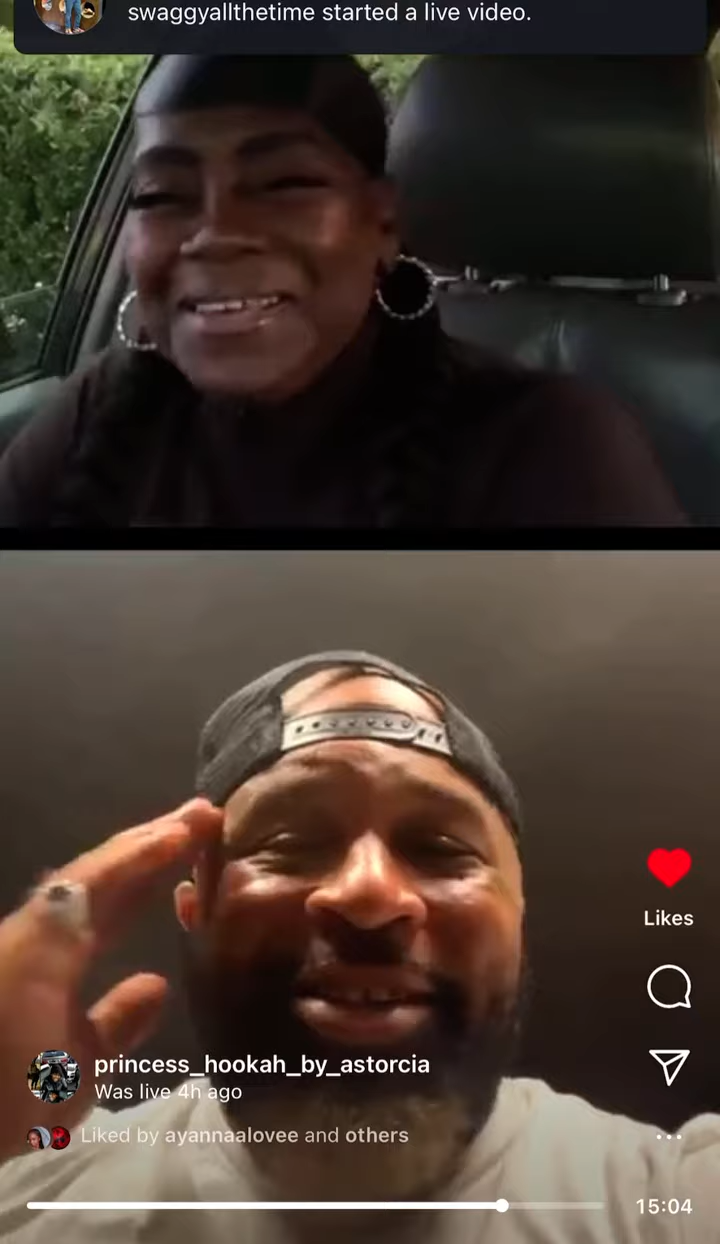 swaggyallthetime started a live video.
Likes
princess_hookah_by_astorcia
Was live 4h ago
Liked by ayannaalovee and others
15:04